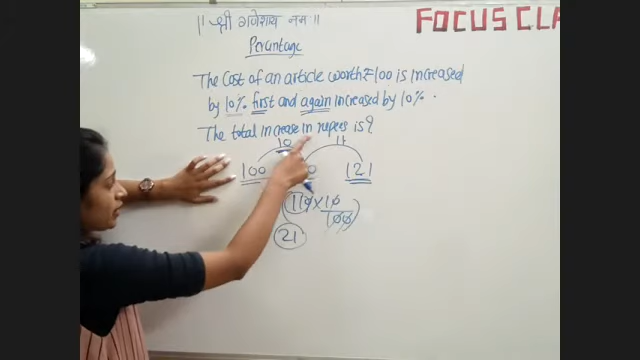 || श्री गणेशाय नमः ||
FOCUS CLA
Percentage
The Cost of an article worth ₹100 is increased
by 10% first and again increased by 10%.
The total increase in rupees is?
10 11
100 0 121
110×10
100
21